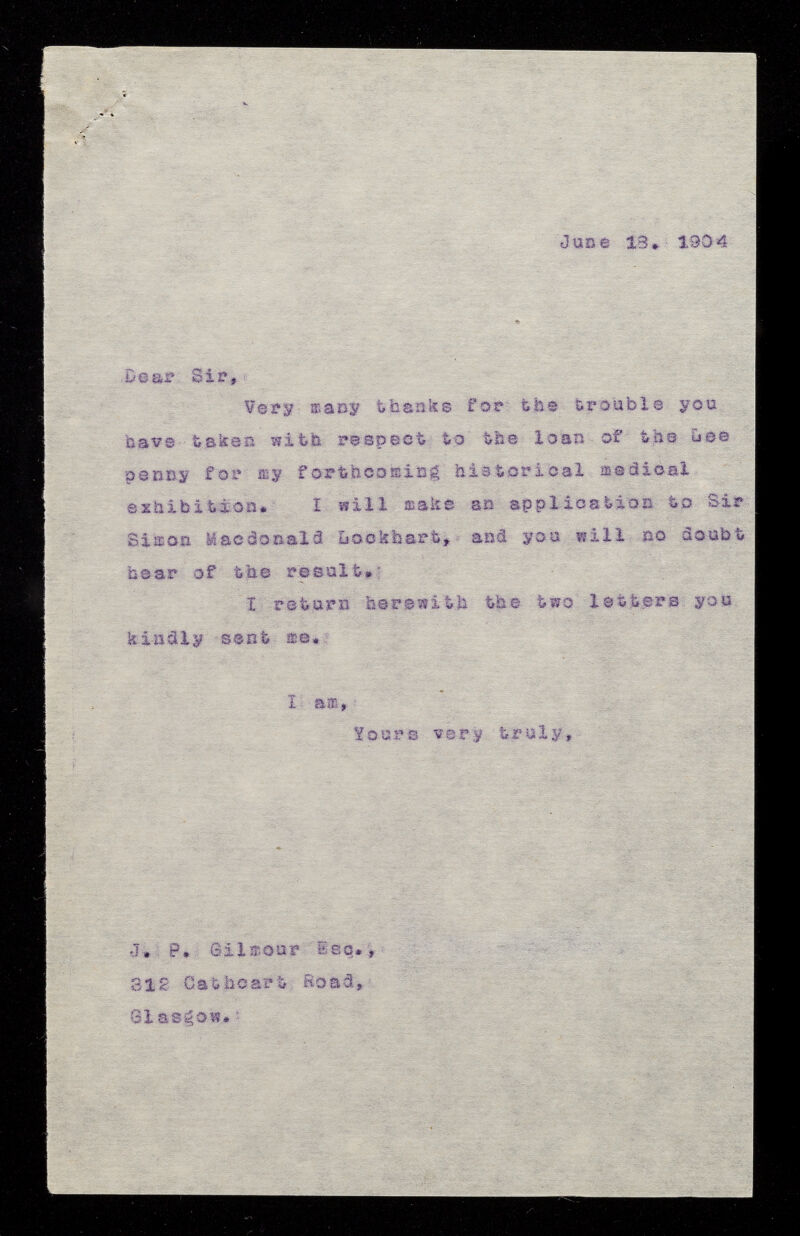 June 13. 1904
Dear Sir,
Very many thanks for the trouble you
have taken with respect to the loan of the Lee
penny for my forthcoming historical medical
exhibition. I will make an application to Sir
Simon Macdonald Lockhart, and you will no doubt
hear of the result.
I return herewith the two letters you
kindly sent me.
I am,
Yours very truly,
J. P. Gilmour Esq.,
312 Cathcart Road,
Glasgow.